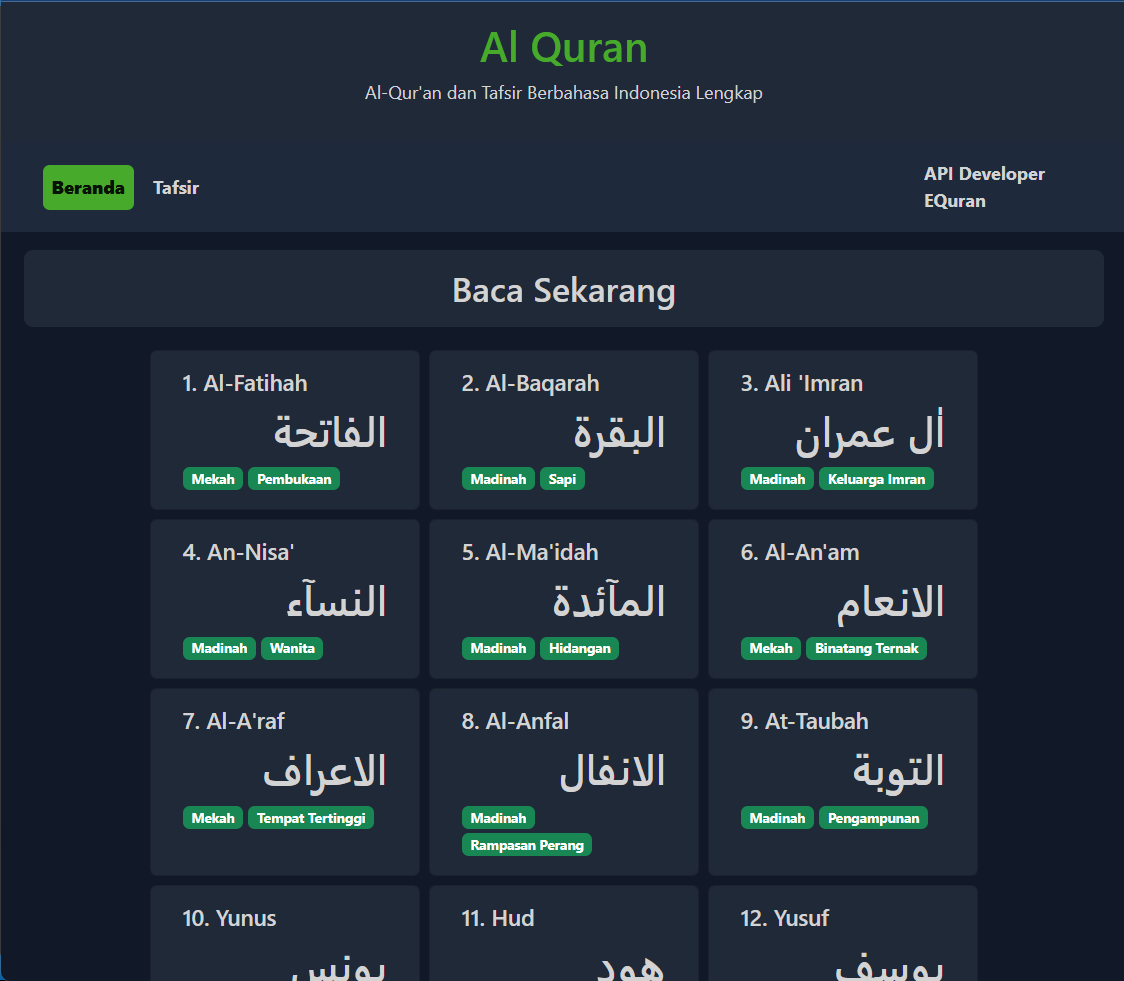 Al Quran
Al-Qur'an dan Tafsir Berbahasa Indonesia Lengkap
Beranda
Tafsir
API Developer
EQuran
Baca Sekarang
1. Al-Fatihah
الفاتحة
Mekah Pembukaan
2. Al-Baqarah
البقرة
Madinah Sapi
3. Ali 'Imran
اٰل عمران
Madinah Keluarga Imran
4. An-Nisa'
النسآء
Madinah Wanita
5. Al-Ma'idah
المآئدة
Madinah Hidangan
6. Al-An'am
الانعام
Mekah Binatang Ternak
7. Al-A'raf
الاعراف
Mekah Tempat Tertinggi
8. Al-Anfal
الانفال
Madinah
Rampasan Perang
9. At-Taubah
التوبة
Madinah Pengampunan
10. Yunus
يونس
11. Hud
هود
12. Yusuf
يوسف